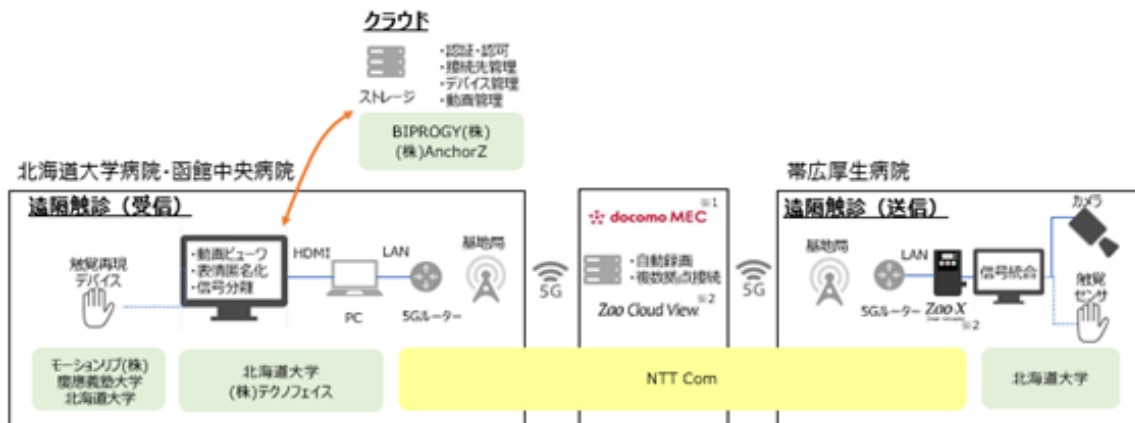 クラウド
ストレージ
・認証・認可
・接続先管理
・デバイス管理
・動画管理
BIPROGY(株)
(株)AnchorZ
北海道大学病院・函館中央病院
遠隔触診（受信）
触覚再現
デバイス
・動画ビューワ
・表情匿名化
・信号分離
HDMI
PC
LAN
5Gルーター
基地局
モーションリブ(株)
慶應義塾大学
北海道大学
北海道大学
(株)テクノフェイス
5G
docomo MEC ※1
・自動録画
・複数拠点接続
Zao Cloud View ※2
5G
NTT Com
帯広厚生病院
遠隔触診（送信）
基地局
5Gルーター
LAN
Zao X
※2
信号統合
カメラ
触覚
センサ
北海道大学